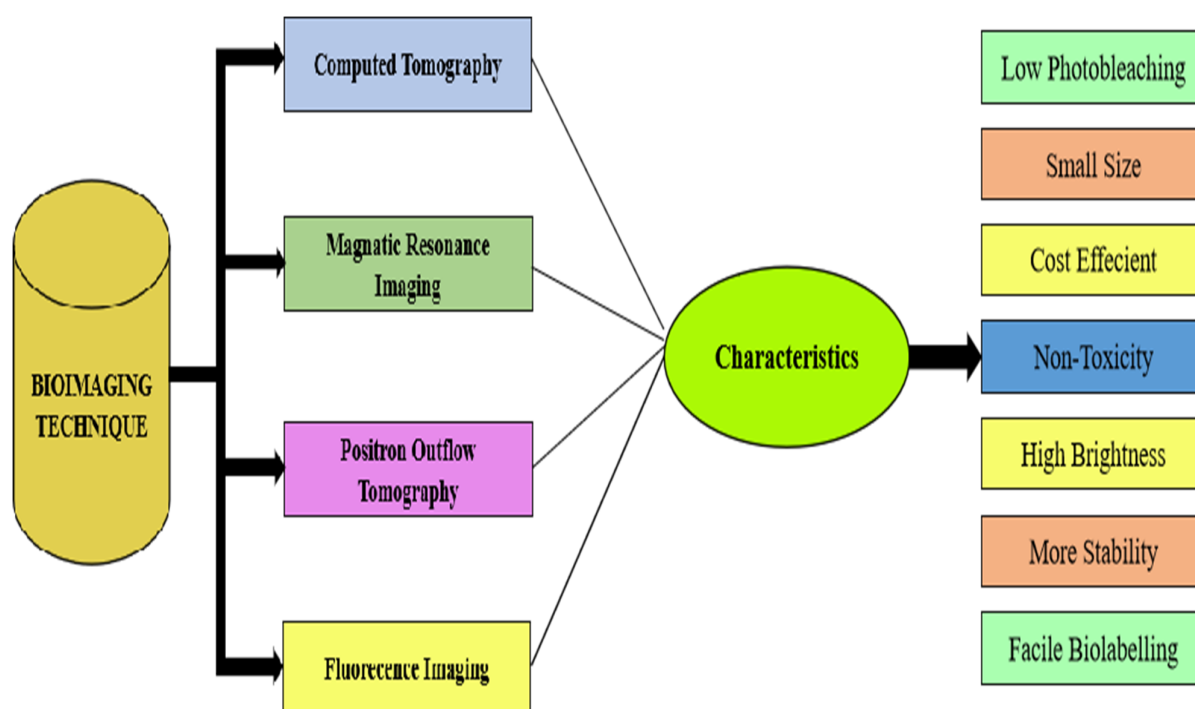 BIOIMAGING
TECHNIQUE
Computed Tomography
Magnatic Resonance
Imaging
Positron Outflow
Tomography
Fluorecence Imaging
Characteristics
Low Photobleaching
Small Size
Cost Effecient
Non-Toxicity
High Brightness
More Stability
Facile Biolabelling